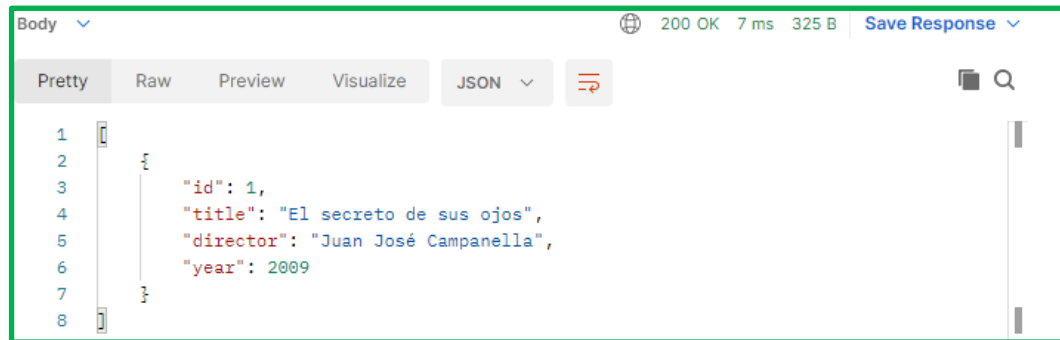 Body 200 OK 7 ms 325 B Save Response
Pretty Raw Preview Visualize JSON
1 [
2 {
3 "id": 1,
4 "title": "El secreto de sus ojos",
5 "director": "Juan José Campanella",
6 "year": 2009
7 }
8 ]